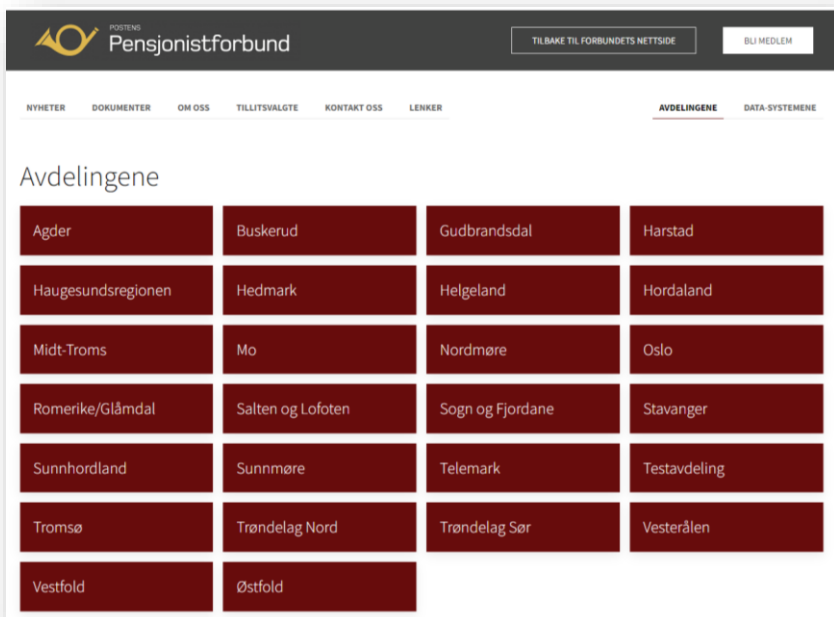 POSTENS
Pensjonistforbund
TILBAKE TIL FORBUNDETS NETTSIDE
BLI MEDLEM
NYHETER DOKUMENTER OM OSS TILLITSVALGTE KONTAKT OSS LENKER AVDELINGENE DATA-SYSTEMENE
Avdelingene
Agder Buskerud Gudbrandsdal Harstad
Haugesundsregionen Hedmark Helgeland Hordaland
Midt-Troms Mo Nordmøre Oslo
Romerike/Glåmdal Salten og Lofoten Sogn og Fjordane Stavanger
Sunnhordland Sunnmøre Telemark Testavdeling
Tromsø Trøndelag Nord Trøndelag Sør Vesterålen
Vestfold Østfold